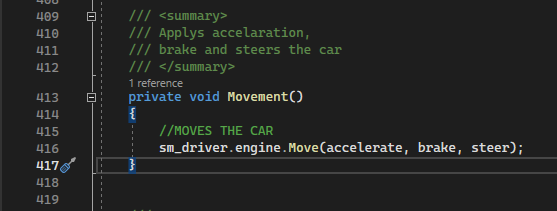 409 /// <summary>
410 /// Applys accelaration,
411 /// brake and steers the car
412 /// </summary>
1 reference
413 private void Movement()
414 {
415 //MOVES THE CAR
416 sm_driver.engine.Move(accelerate, brake, steer);
417 }
418
419